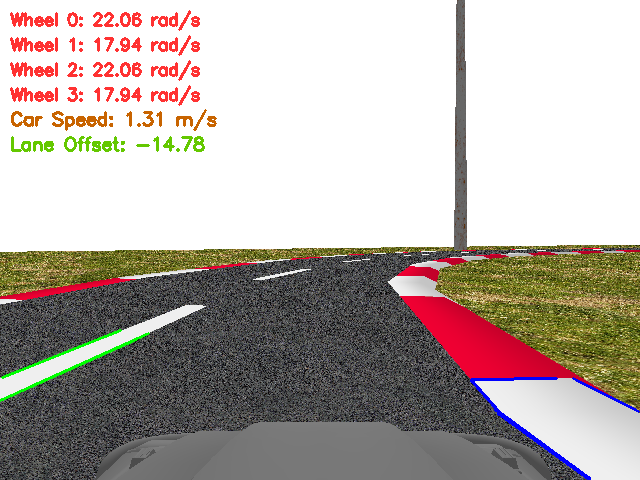 Wheel 0: 22.06 rad/s
Wheel 1: 17.94 rad/s
Wheel 2: 22.06 rad/s
Wheel 3: 17.94 rad/s
Car Speed: 1.31 m/s
Lane Offset: -14.78